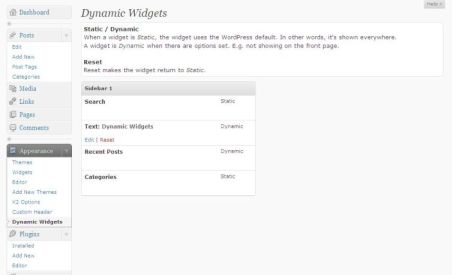 Help
Dashboard
Posts
Edit
Add New
Post Tags
Categories
Media
Links
Pages
Comments
Appearance
Themes
Widgets
Editor
Add New Themes
K2 Options
Custom Header
Dynamic Widgets
Plugins
Installed
Add New
Editor
Dynamic Widgets
Static / Dynamic
When a widget is Static, the widget uses the WordPress default. In other words, it's shown everywhere.
A widget is Dynamic when there are options set. E.g. not showing on the front page.
Reset
Reset makes the widget return to Static.
Sidebar 1
Search Static
Text: Dynamic Widgets Dynamic
Edit | Reset
Recent Posts Dynamic
Categories Static